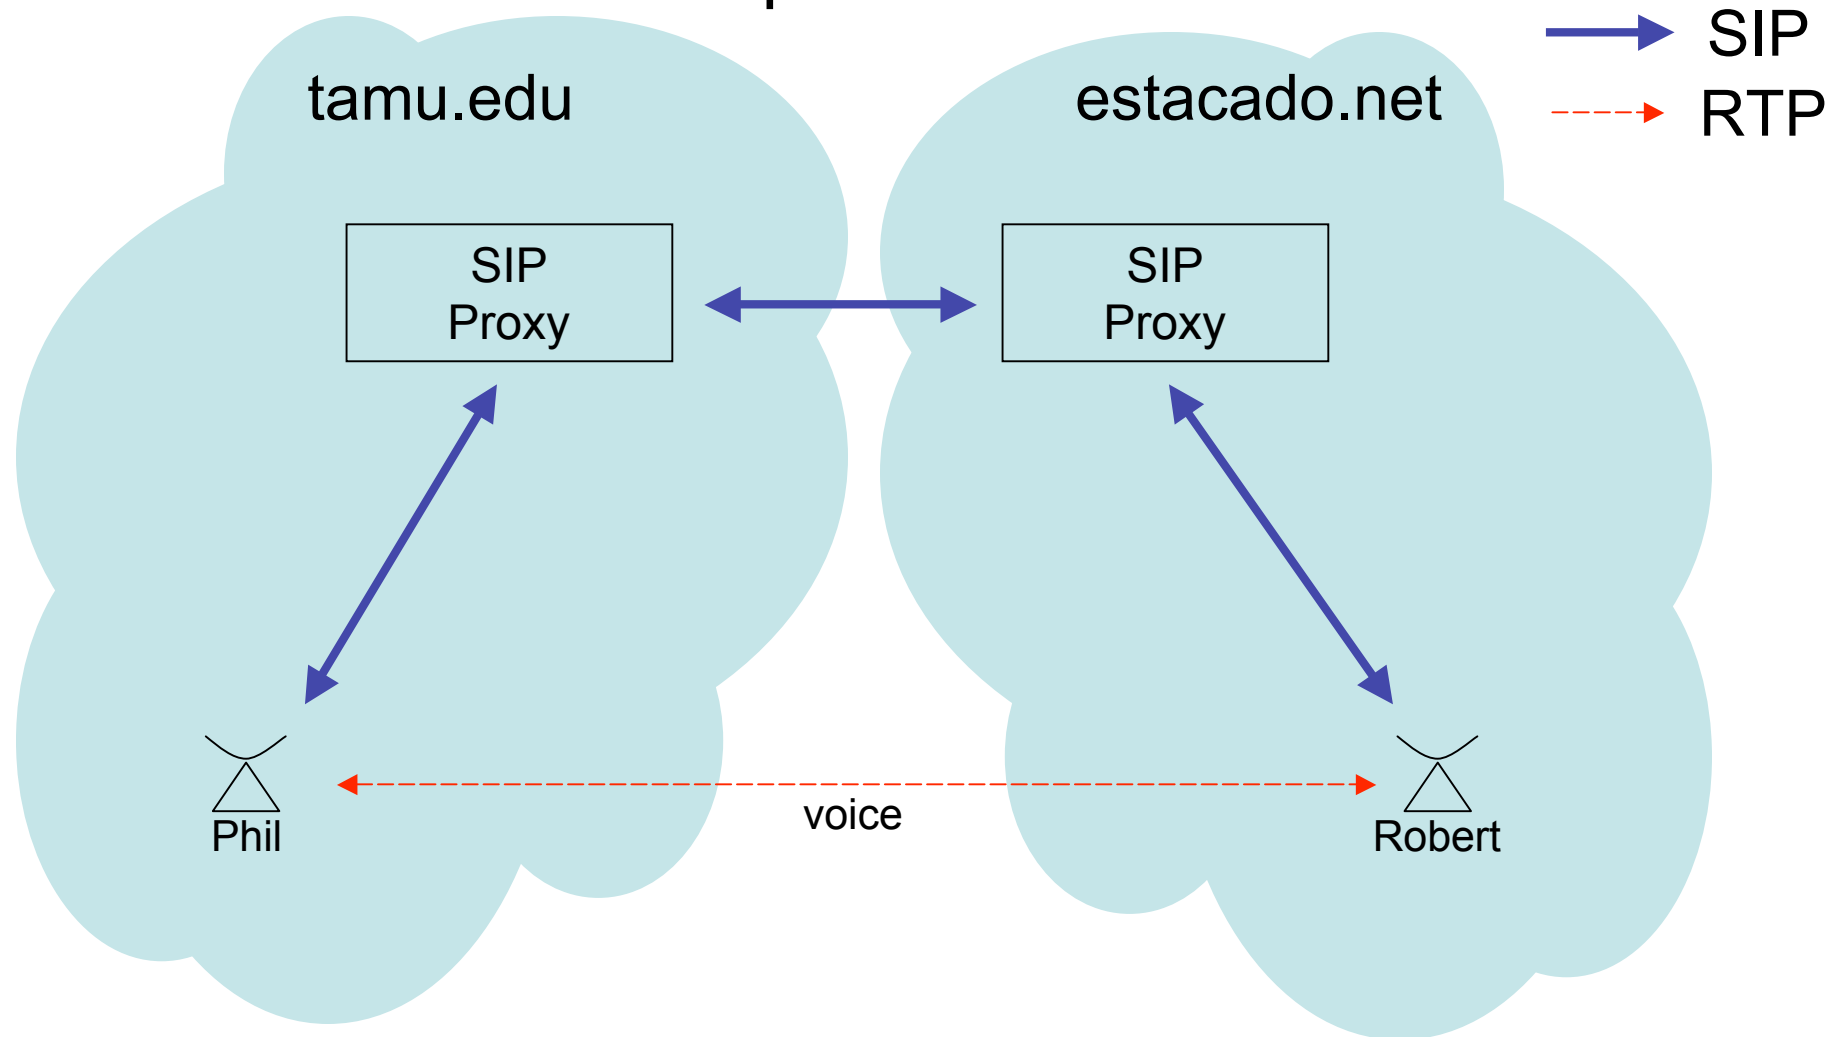 SIP
RTP
tamu.edu
estacado.net
SIP
Proxy
SIP
Proxy
voice
Phil
Robert